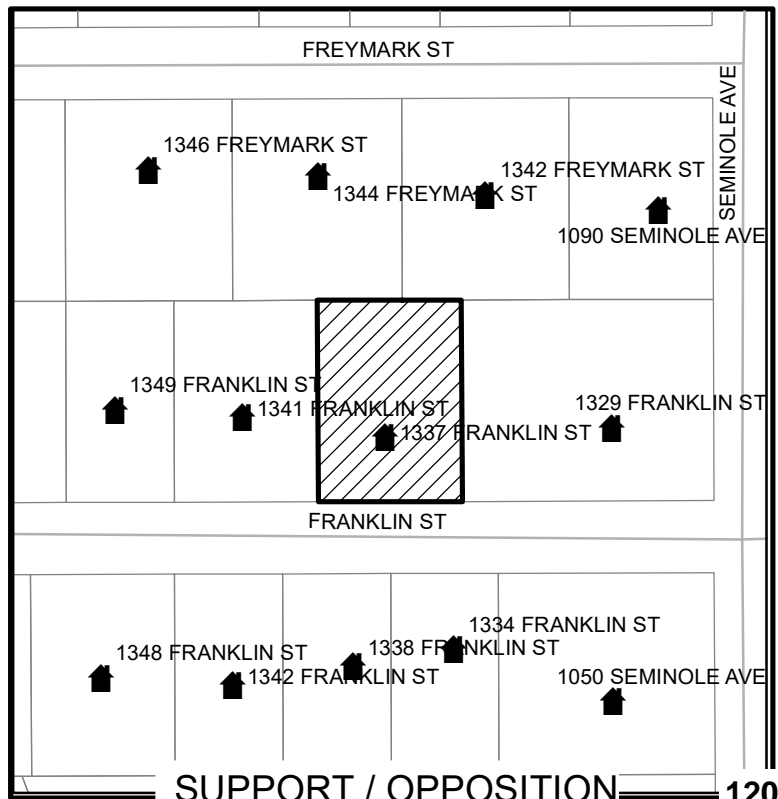 FREYMARK ST
SEMINOLE AVE
1346 FREYMARK ST
1344 FREYMARK ST
1342 FREYMARK ST
1090 SEMINOLE AVE
1349 FRANKLIN ST
1341 FRANKLIN ST
1337 FRANKLIN ST
1329 FRANKLIN ST
FRANKLIN ST
1348 FRANKLIN ST
1342 FRANKLIN ST
1338 FRANKLIN ST
1334 FRANKLIN ST
1050 SEMINOLE AVE
SUPPORT / OPPOSITION
120